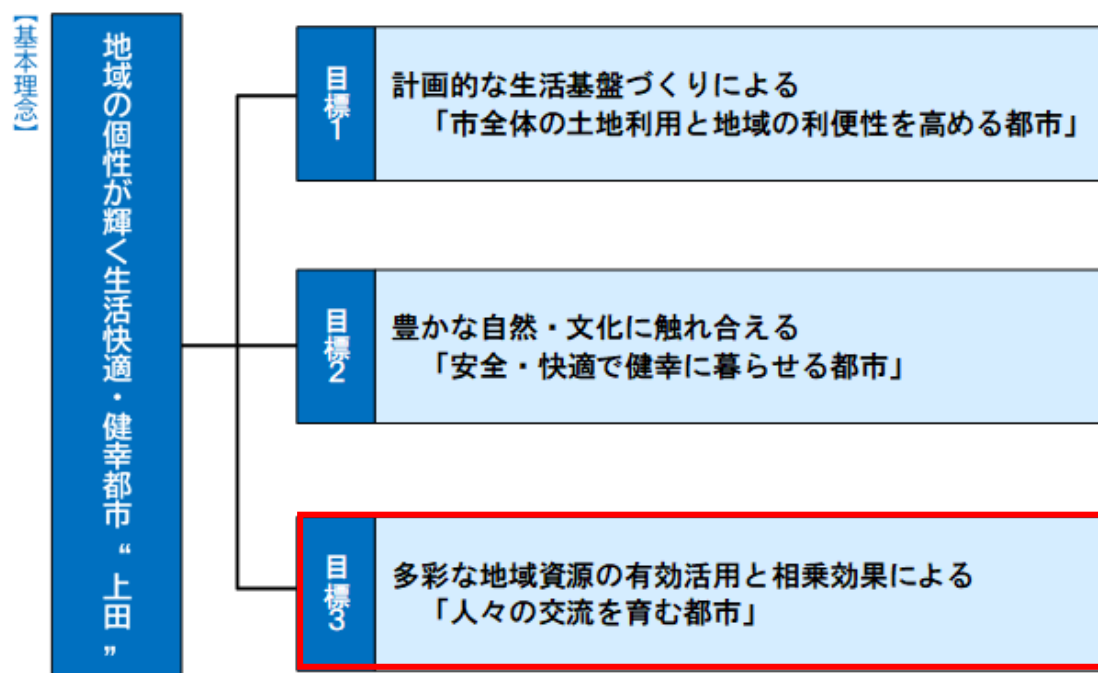 【基本理念】
地域の個性が輝く生活快適・健幸都市“上田”
目標1
計画的な生活基盤づくりによる
「市全体の土地利用と地域の利便性を高める都市」
目標2
豊かな自然・文化に触れ合える
「安全・快適で健幸に暮らせる都市」
目標3
多彩な地域資源の有効活用と相乗効果による
「人々の交流を育む都市」